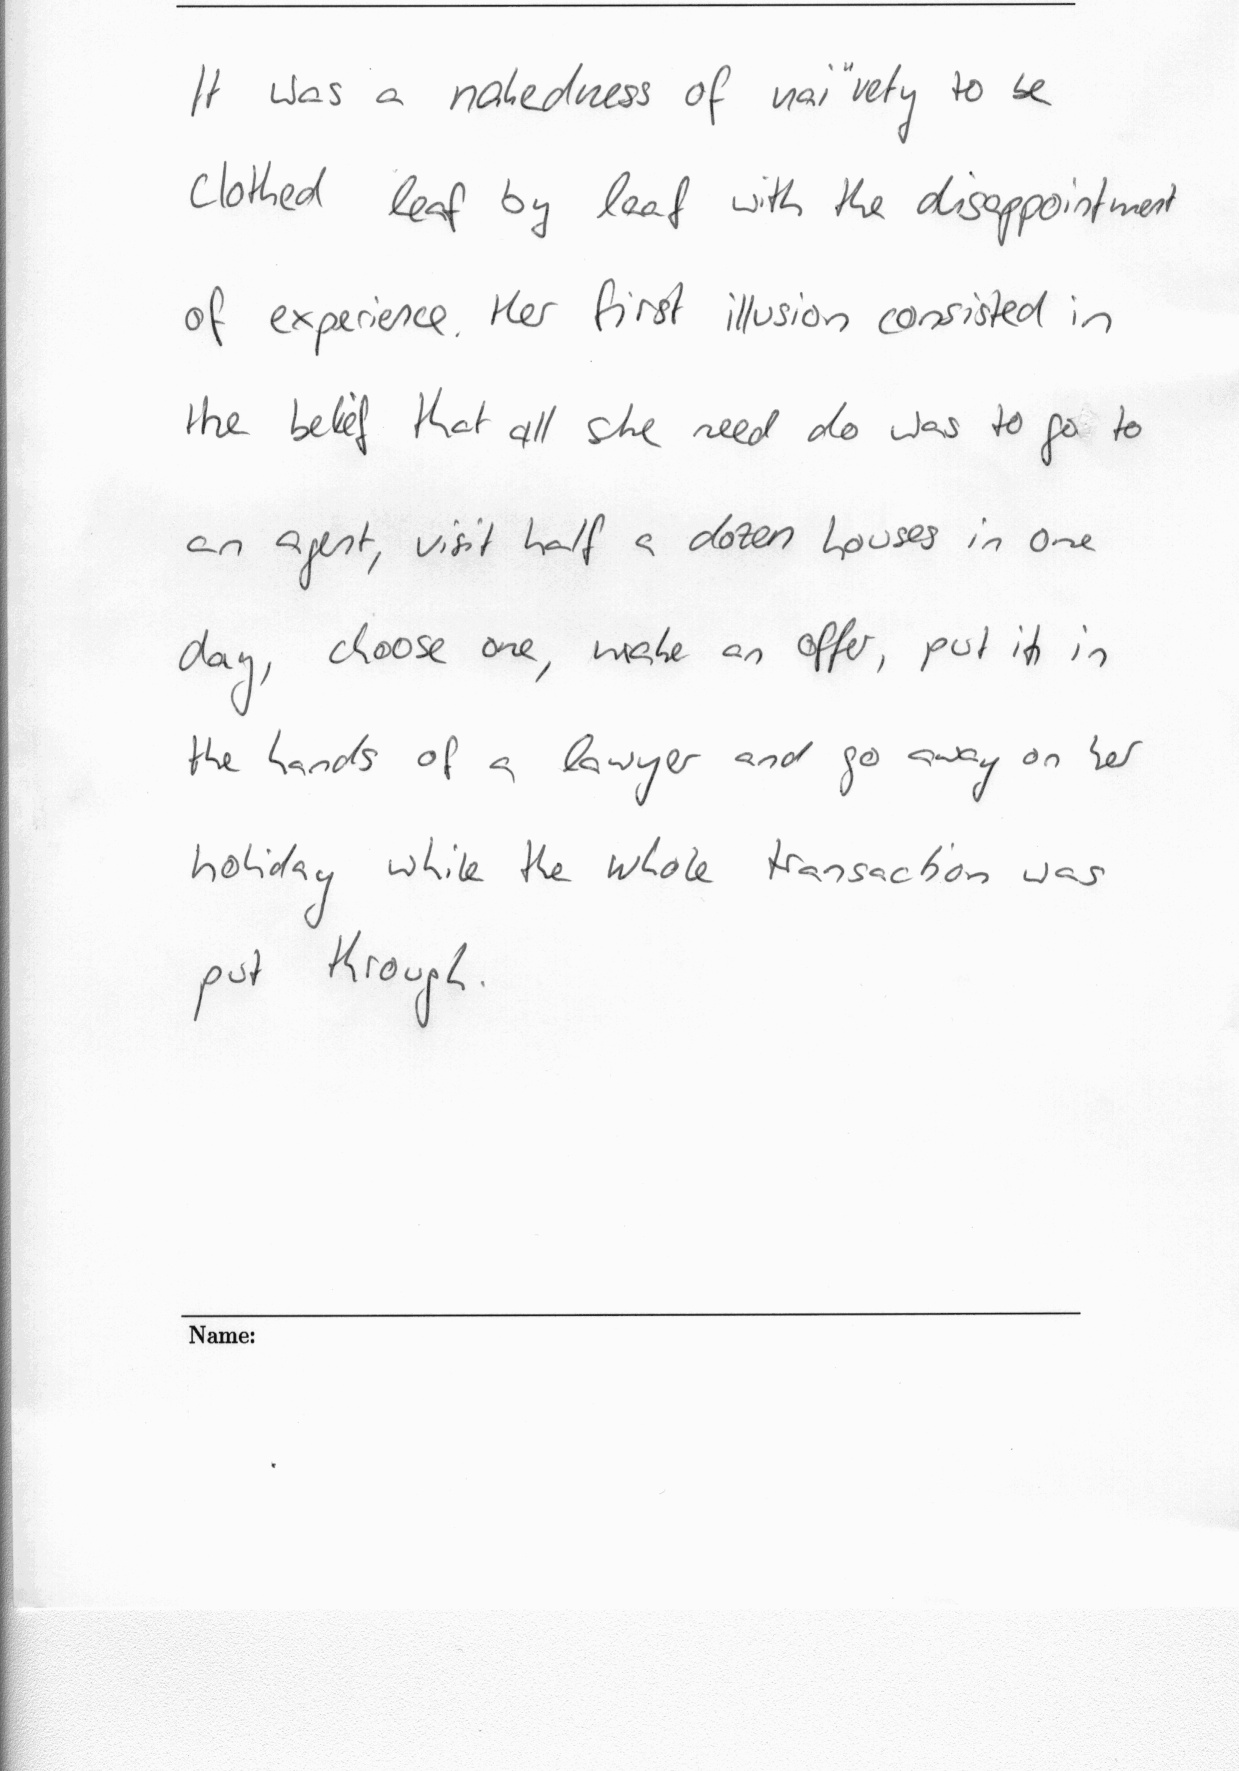 It was a nakedness of nai"vety to be
clothed leaf by leaf with the disappointment
of experience. Her first illusion consisted in
the belief that all she need do was to go to
an agent, visit half a dozen houses in one
day, choose one, make an offer, put it in
the hands of a lawyer and go away on her
holiday while the whole transaction was
put through.
Name: